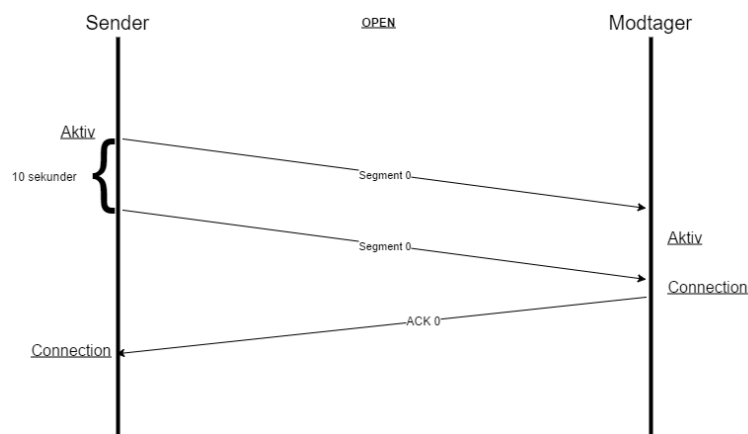 Sender
OPEN
Modtager
Aktiv
10 sekunder
Segment 0
Segment 0
Aktiv
Connection
ACK 0
Connection